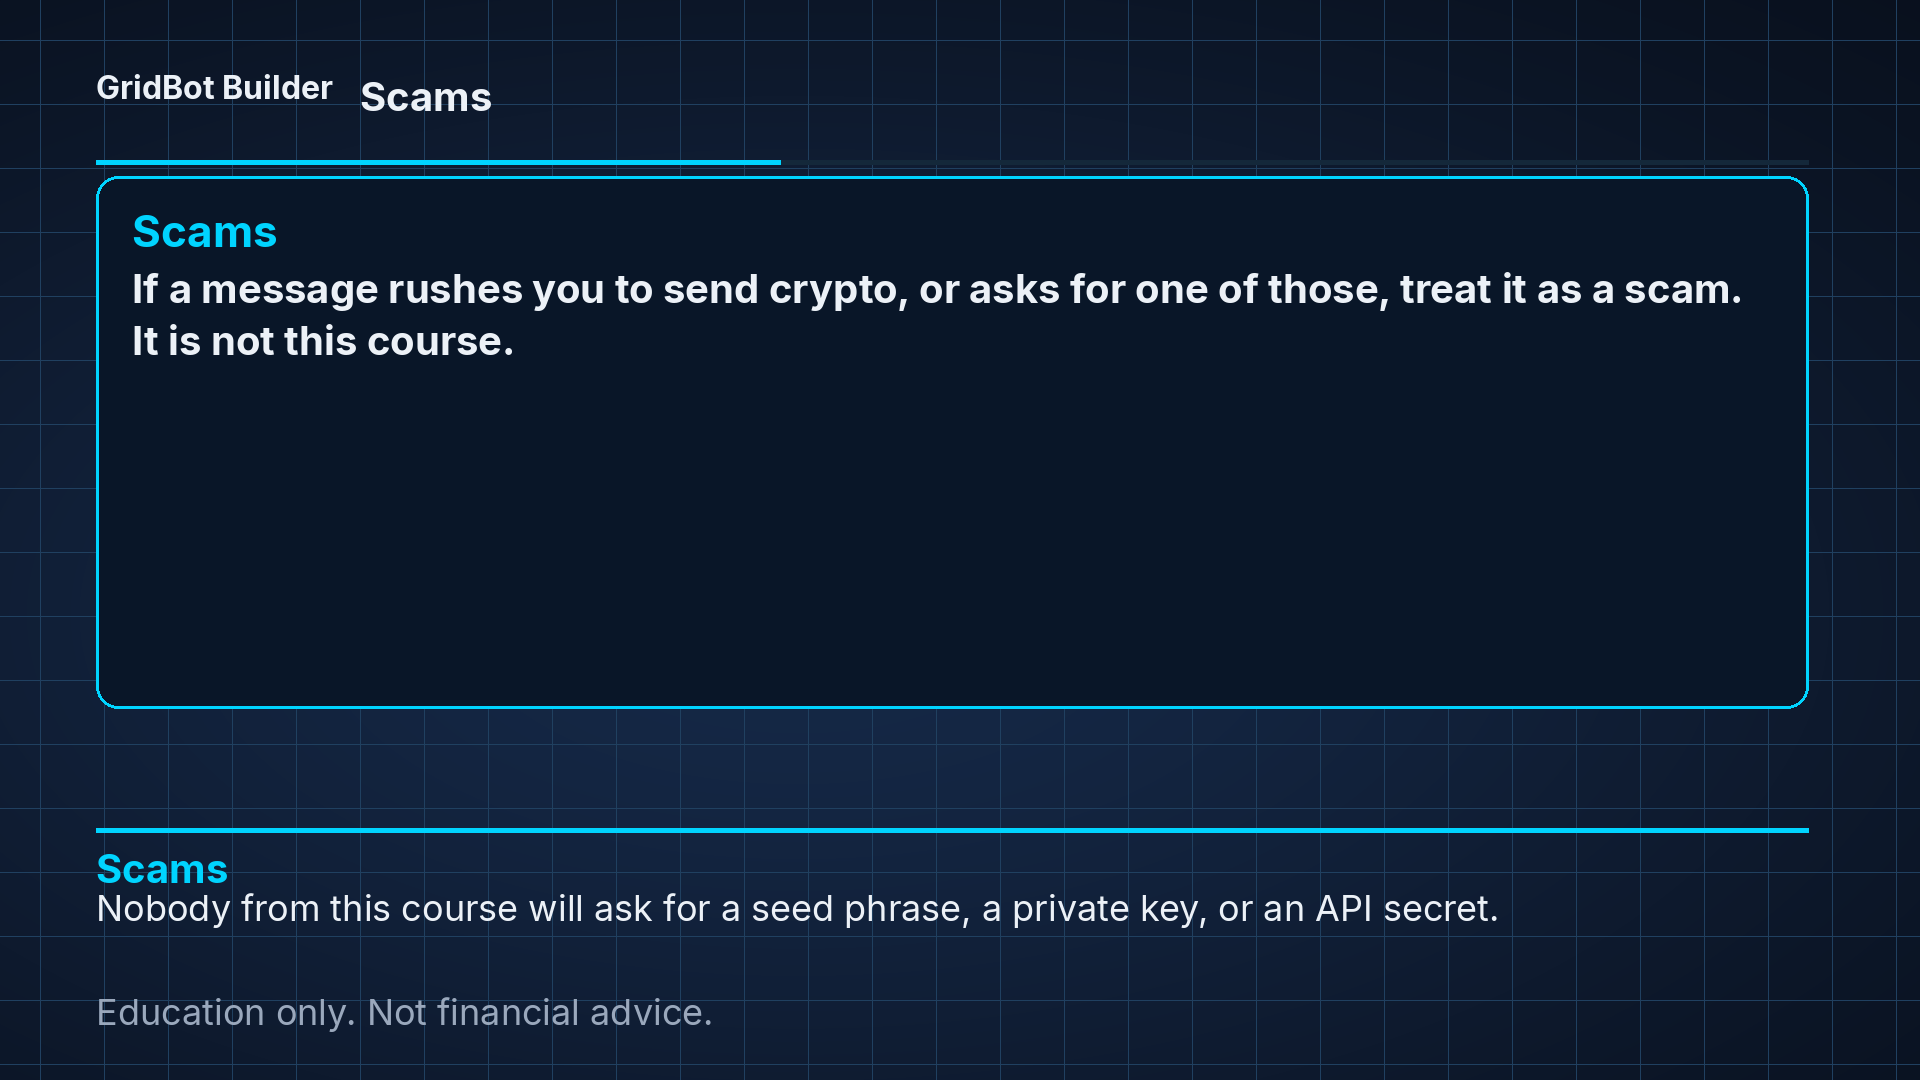 GridBot Builder
Scams
Scams
If a message rushes you to send crypto, or asks for one of those, treat it as a scam.
It is not this course.
Scams
Nobody from this course will ask for a seed phrase, a private key, or an API secret.
Education only. Not financial advice.